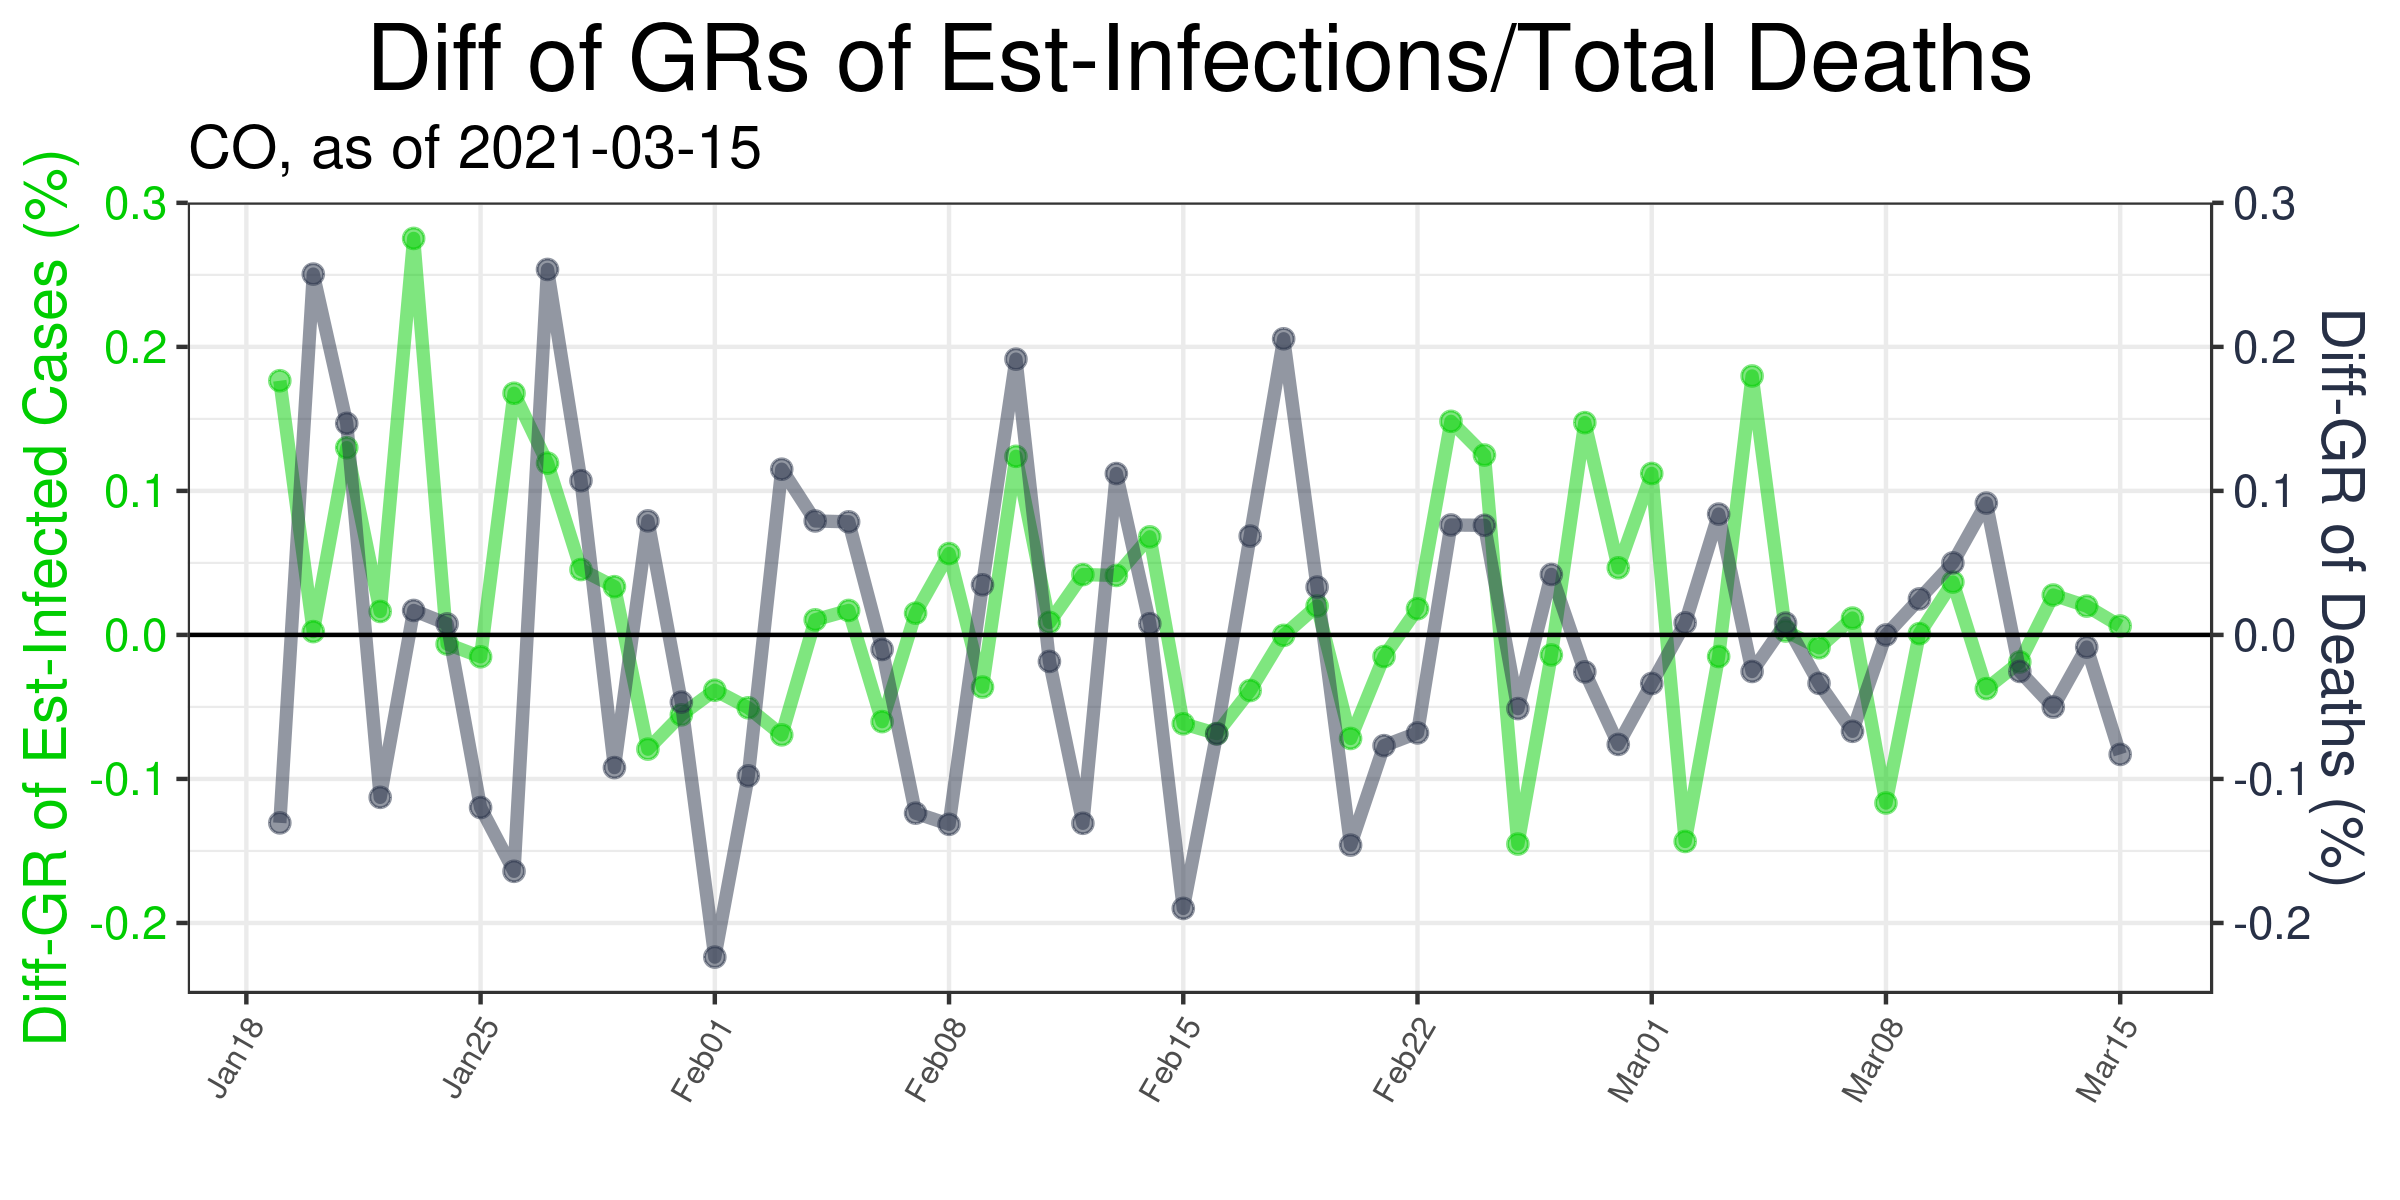 Diff of GRs of Est-Infections/Total Deaths
CO, as of 2021-03-15
Diff-GR of Est-Infected Cases (%)
0.3
0.2
0.1
0.0
-0.1
-0.2
0.3
0.2
0.1
0.0
-0.1
-0.2
Diff-GR of Deaths (%)
Jan18
Jan25
Feb01
Feb08
Feb15
Feb22
Mar01
Mar08
Mar15